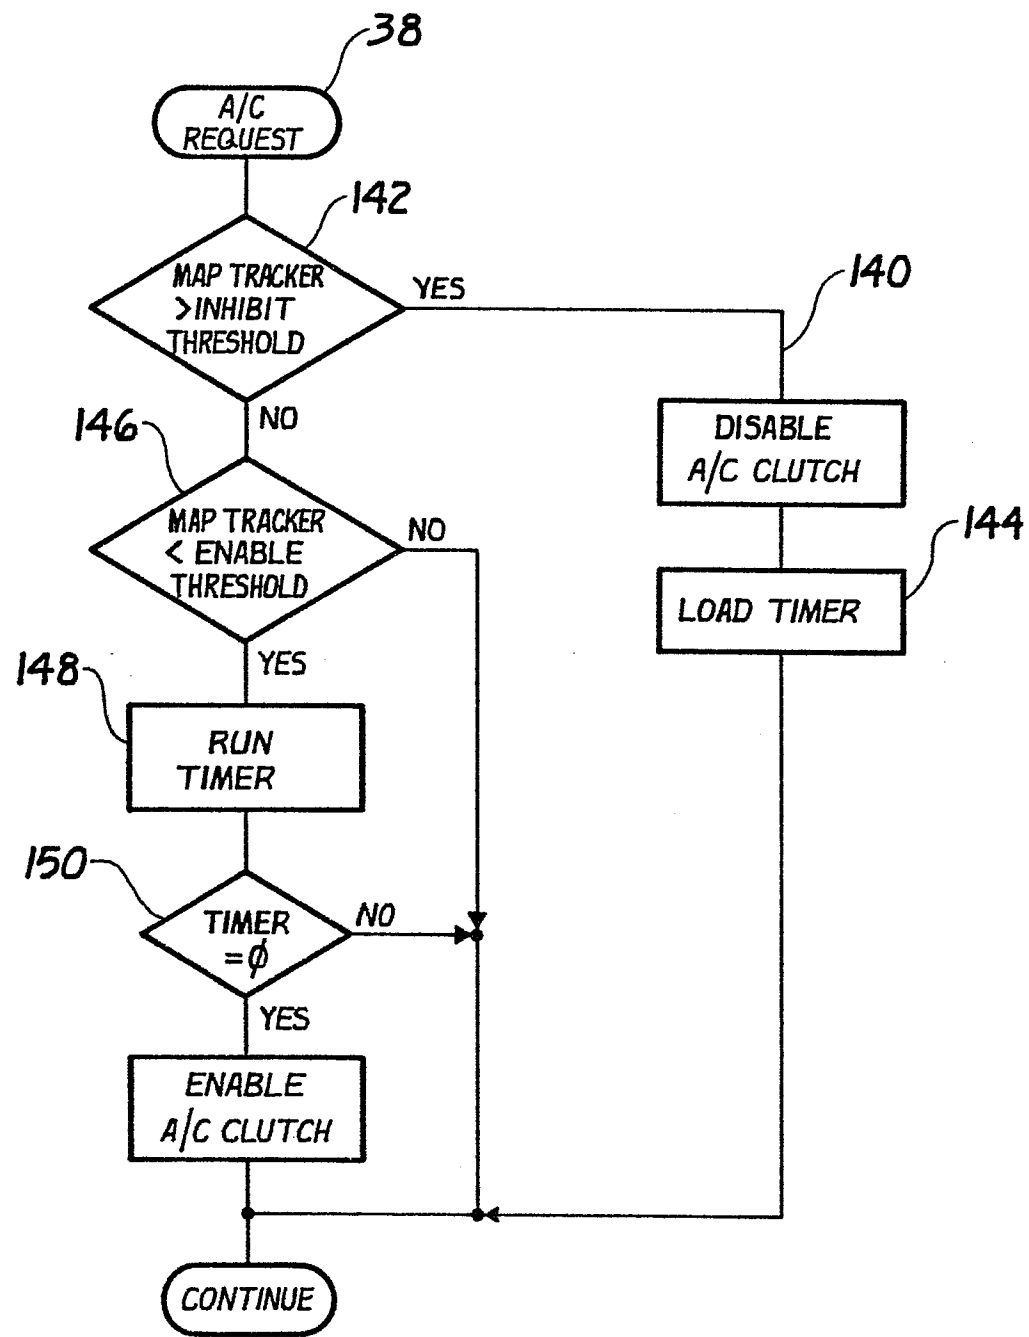 38
A/C
REQUEST
142
MAP TRACKER
>INHIBIT
THRESHOLD
YES
140
NO
DISABLE
A/C CLUTCH
146
MAP TRACKER
< ENABLE
THRESHOLD
NO
144
LOAD TIMER
YES
148
RUN
TIMER
150
TIMER
=ϕ
NO
YES
ENABLE
A/C CLUTCH
CONTINUE